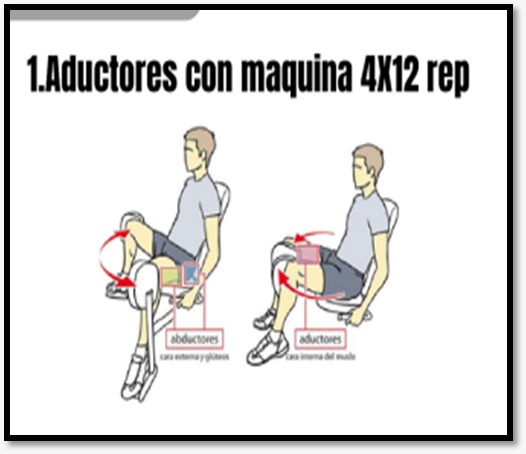 1.Aductores con maquina 4X12 rep
abductores
cara externa y glúteos
aductores
cara interna del muslo